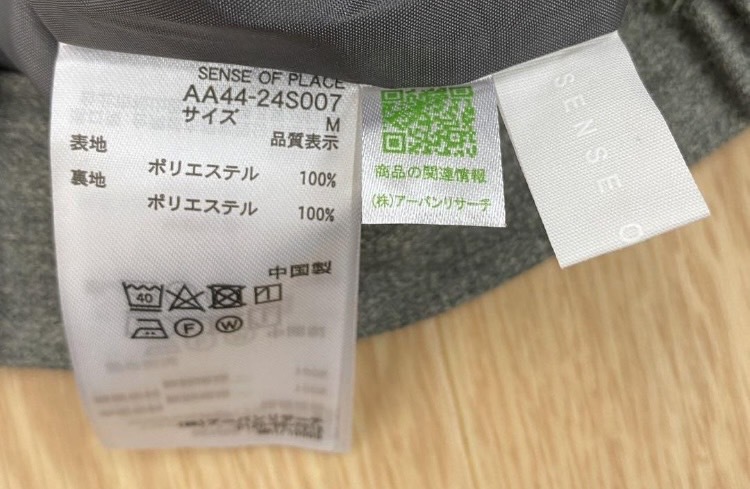 SENSE OF PLACE
AA44-24S007
サイズ M
表地 品質表示
ポリエステル 100%
裏地
ポリエステル 100%
中国製
40
F W
商品の関連情報
(株)アーバンリサーチ
SENSE O